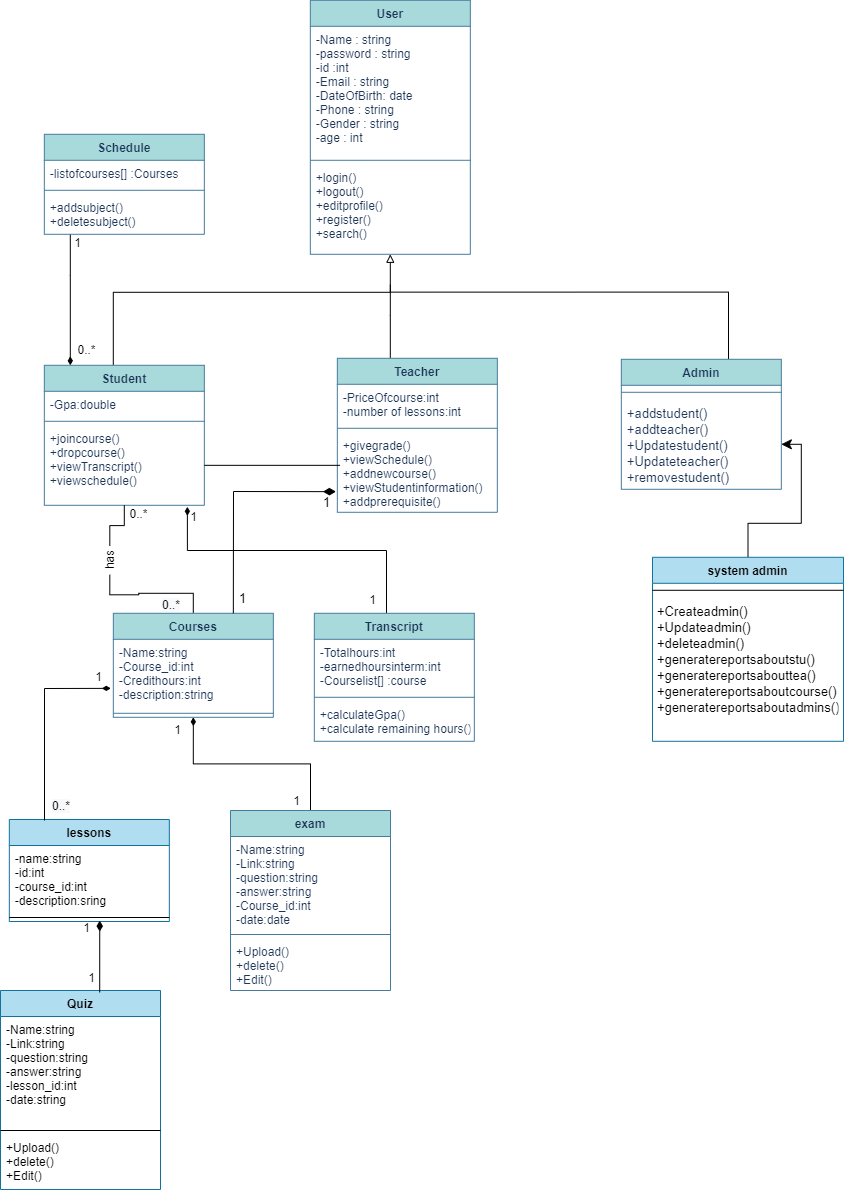 User
-Name : string
-password : string
-id :int
-Email : string
-DateOfBirth: date
-Phone : string
-Gender : string
-age : int
+login()
+logout()
+editprofile()
+register()
+search()
Schedule
-listofcourses[] :Courses
+addsubject()
+deletesubject()
1
0..*
Student
-Gpa:double
+joincourse()
+dropcourse()
+viewTranscript()
+viewschedule()
Teacher
-PriceOfcourse:int
-number of lessons:int
+givegrade()
+viewSchedule()
+addnewcourse()
+viewStudentinformation()
+addprerequisite()
Admin
+addstudent()
+addteacher()
+Updatestudent()
+Updateteacher()
+removestudent()
0..*
1
1
has
0..*
1
1
system admin
+Createadmin()
+Updateadmin()
+deleteadmin()
+generatereportsaboutstu()
+generatereportsabouttea()
+generatereportsaboutcourse()
+generatereportsaboutadmins()
Courses
-Name:string
-Course_id:int
-Credithours:int
-description:string
Transcript
-Totalhours:int
-earnedhoursinterm:int
-Courselist[] :course
+calculateGpa()
+calculate remaining hours()
1
1
0..*
1
lessons
-name:string
-id:int
-course_id:int
-description:sring
exam
-Name:string
-Link:string
-question:string
-answer:string
-Course_id:int
-date:date
+Upload()
+delete()
+Edit()
1
1
Quiz
-Name:string
-Link:string
-question:string
-answer:string
-lesson_id:int
-date:string
+Upload()
+delete()
+Edit()